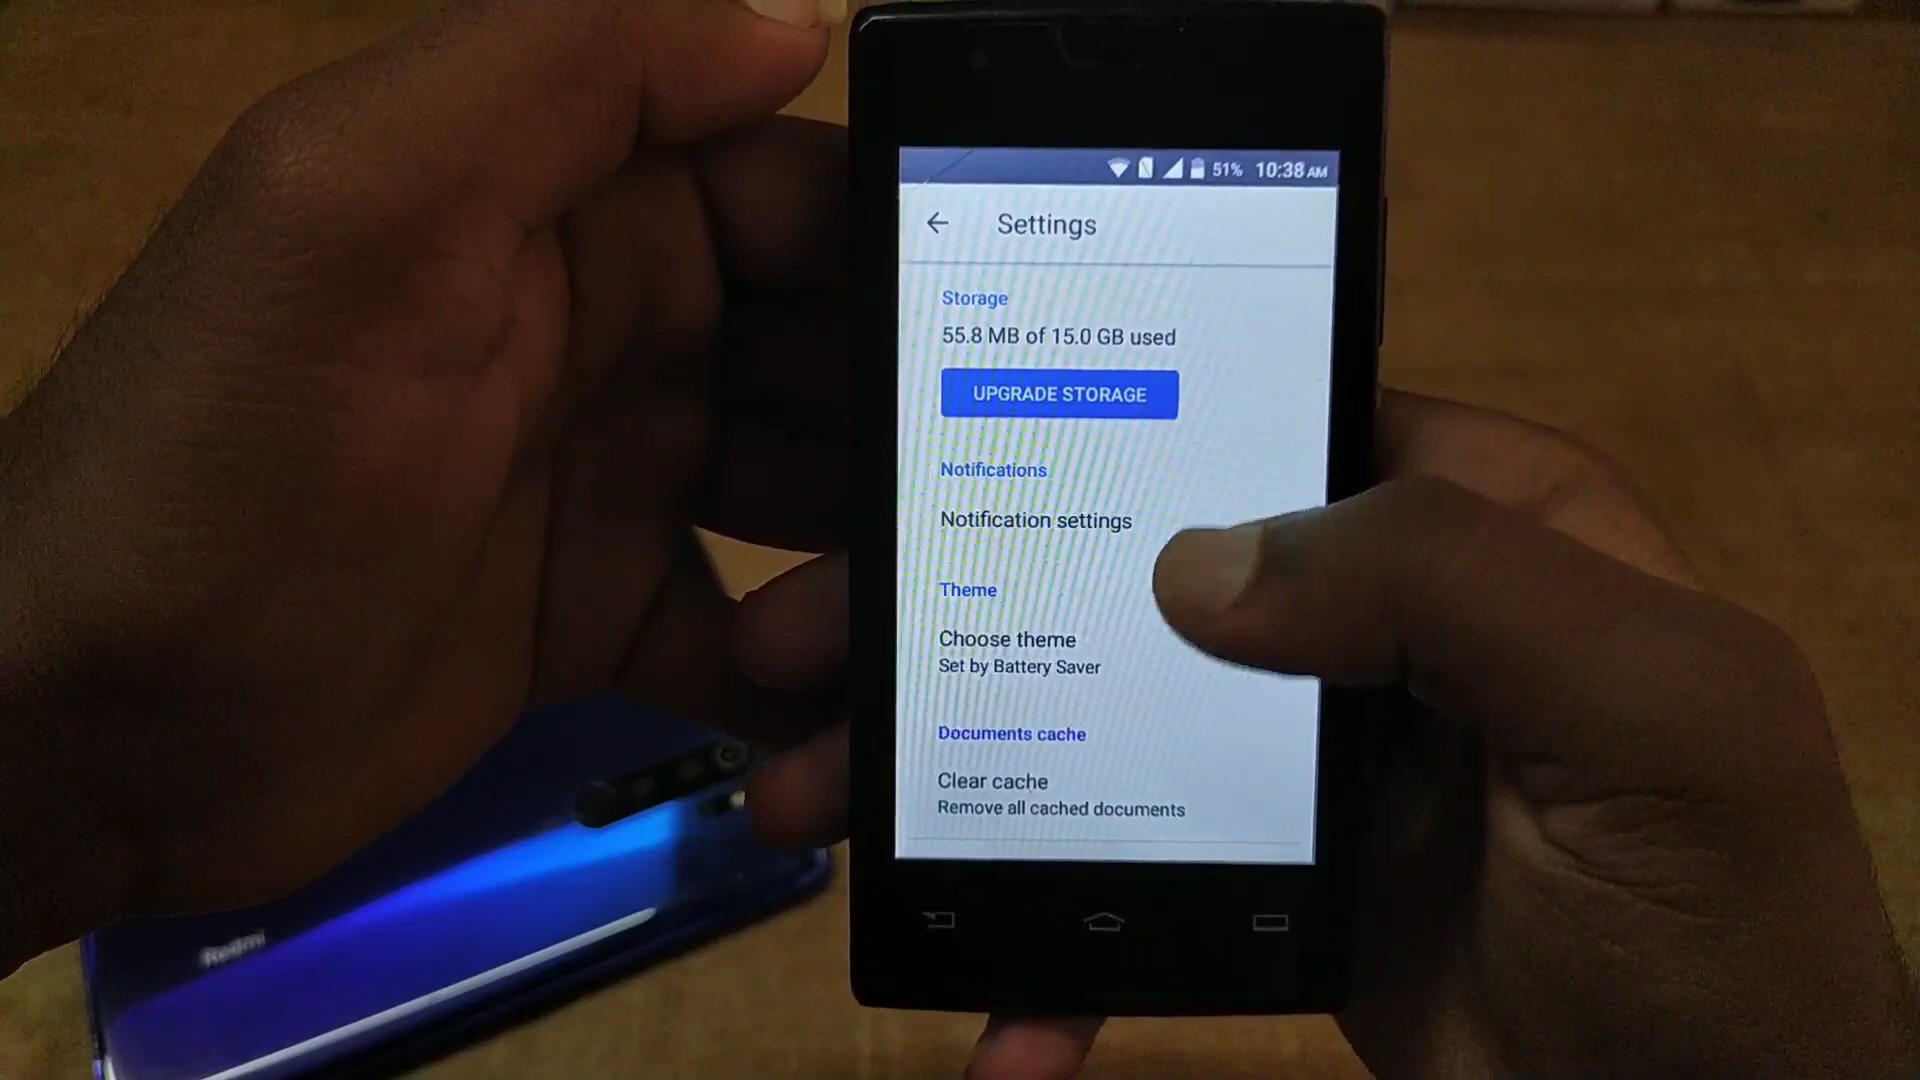 51% 10:38 AM
Settings
Storage
55.8 MB of 15.0 GB used
UPGRADE STORAGE
Notifications
Notification settings
Theme
Choose theme
Set by Battery Saver
Documents cache
Clear cache
Remove all cached documents
Redmi